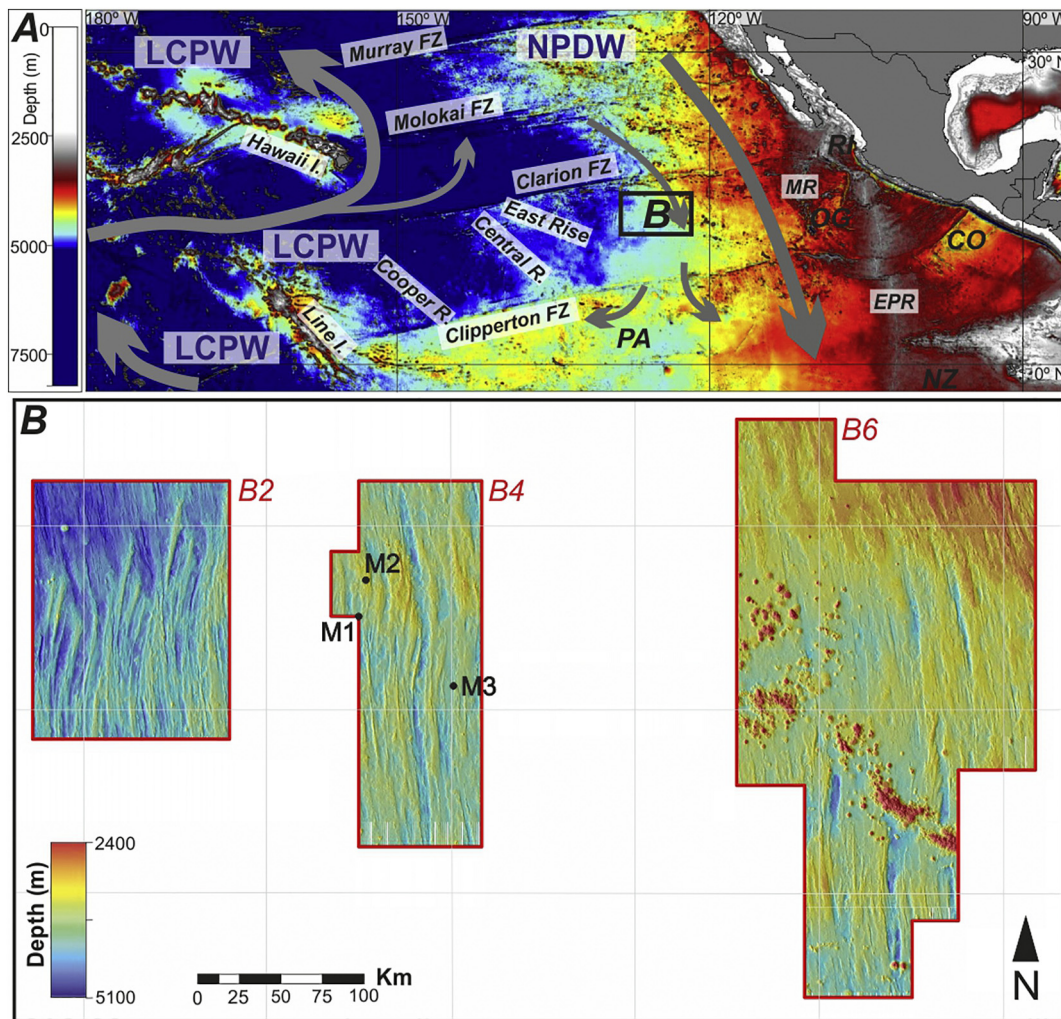 A
0
2500
5000
7500
Depth (m)
180° W
150° W
120° W
90° W
30° N
0° N
LCPW
Murray FZ
NPDW
Molokai FZ
Hawaii I.
Clarion FZ
RI
MR
East Rise
B
OG
CO
LCPW
Central R.
Cooper R.
EPR
Line I.
Clipperton FZ
PA
LCPW
NZ
B
B2
B4
B6
M2
M1
M3
2400
Depth (m)
5100
Km
0 25 50 75 100
N